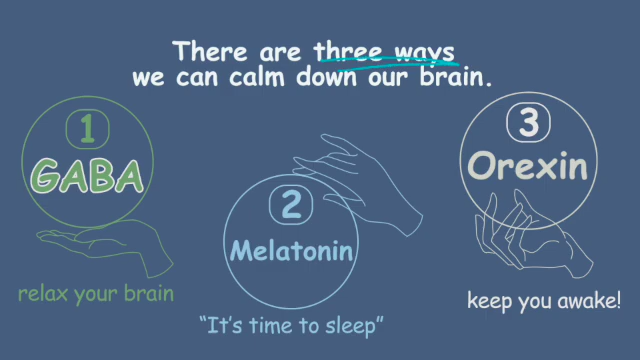 There are three ways
we can calm down our brain.
1
GABA
relax your brain
2
Melatonin
“It’s time to sleep”
3
Orexin
keep you awake!